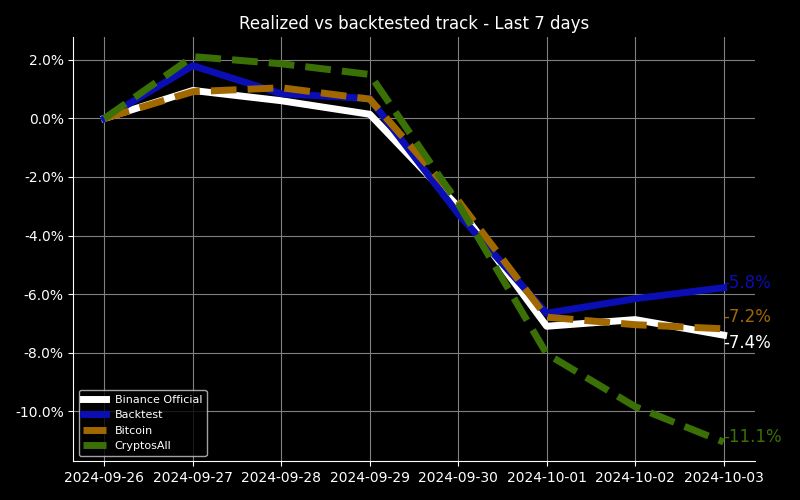 Realized vs backtested track - Last 7 days
2.0%
0.0%
-2.0%
-4.0%
-6.0%
-8.0%
-10.0%
-5.8%
-7.2%
-7.4%
-11.1%
Binance Official
Backtest
Bitcoin
CryptosAll
2024-09-26 2024-09-27 2024-09-28 2024-09-29 2024-09-30 2024-10-01 2024-10-02 2024-10-03